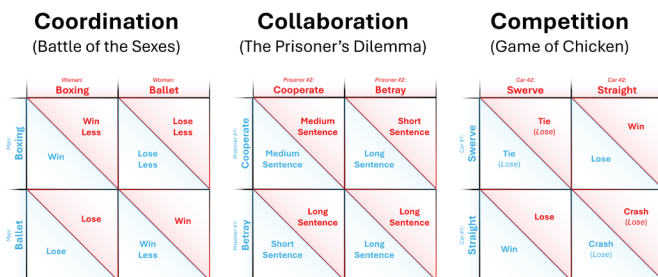 Coordination
(Battle of the Sexes)
Woman:
Boxing
Woman:
Ballet
Man:
Boxing
Win
Less
Win
Lose
Less
Lose
Less
Man:
Ballet
Lose
Lose
Win
Win
Less
Collaboration
(The Prisoner's Dilemma)
Prisoner #2:
Cooperate
Prisoner #2:
Betray
Prisoner #1:
Cooperate
Medium
Sentence
Medium
Sentence
Short
Sentence
Long
Sentence
Prisoner #1:
Betray
Long
Sentence
Short
Sentence
Long
Sentence
Long
Sentence
Competition
(Game of Chicken)
Car #2:
Swerve
Car #2:
Straight
Car #1:
Swerve
Tie
(Lose)
Tie
(Lose)
Win
Lose
Car #1:
Straight
Lose
Win
Crash
(Lose)
Crash
(Lose)